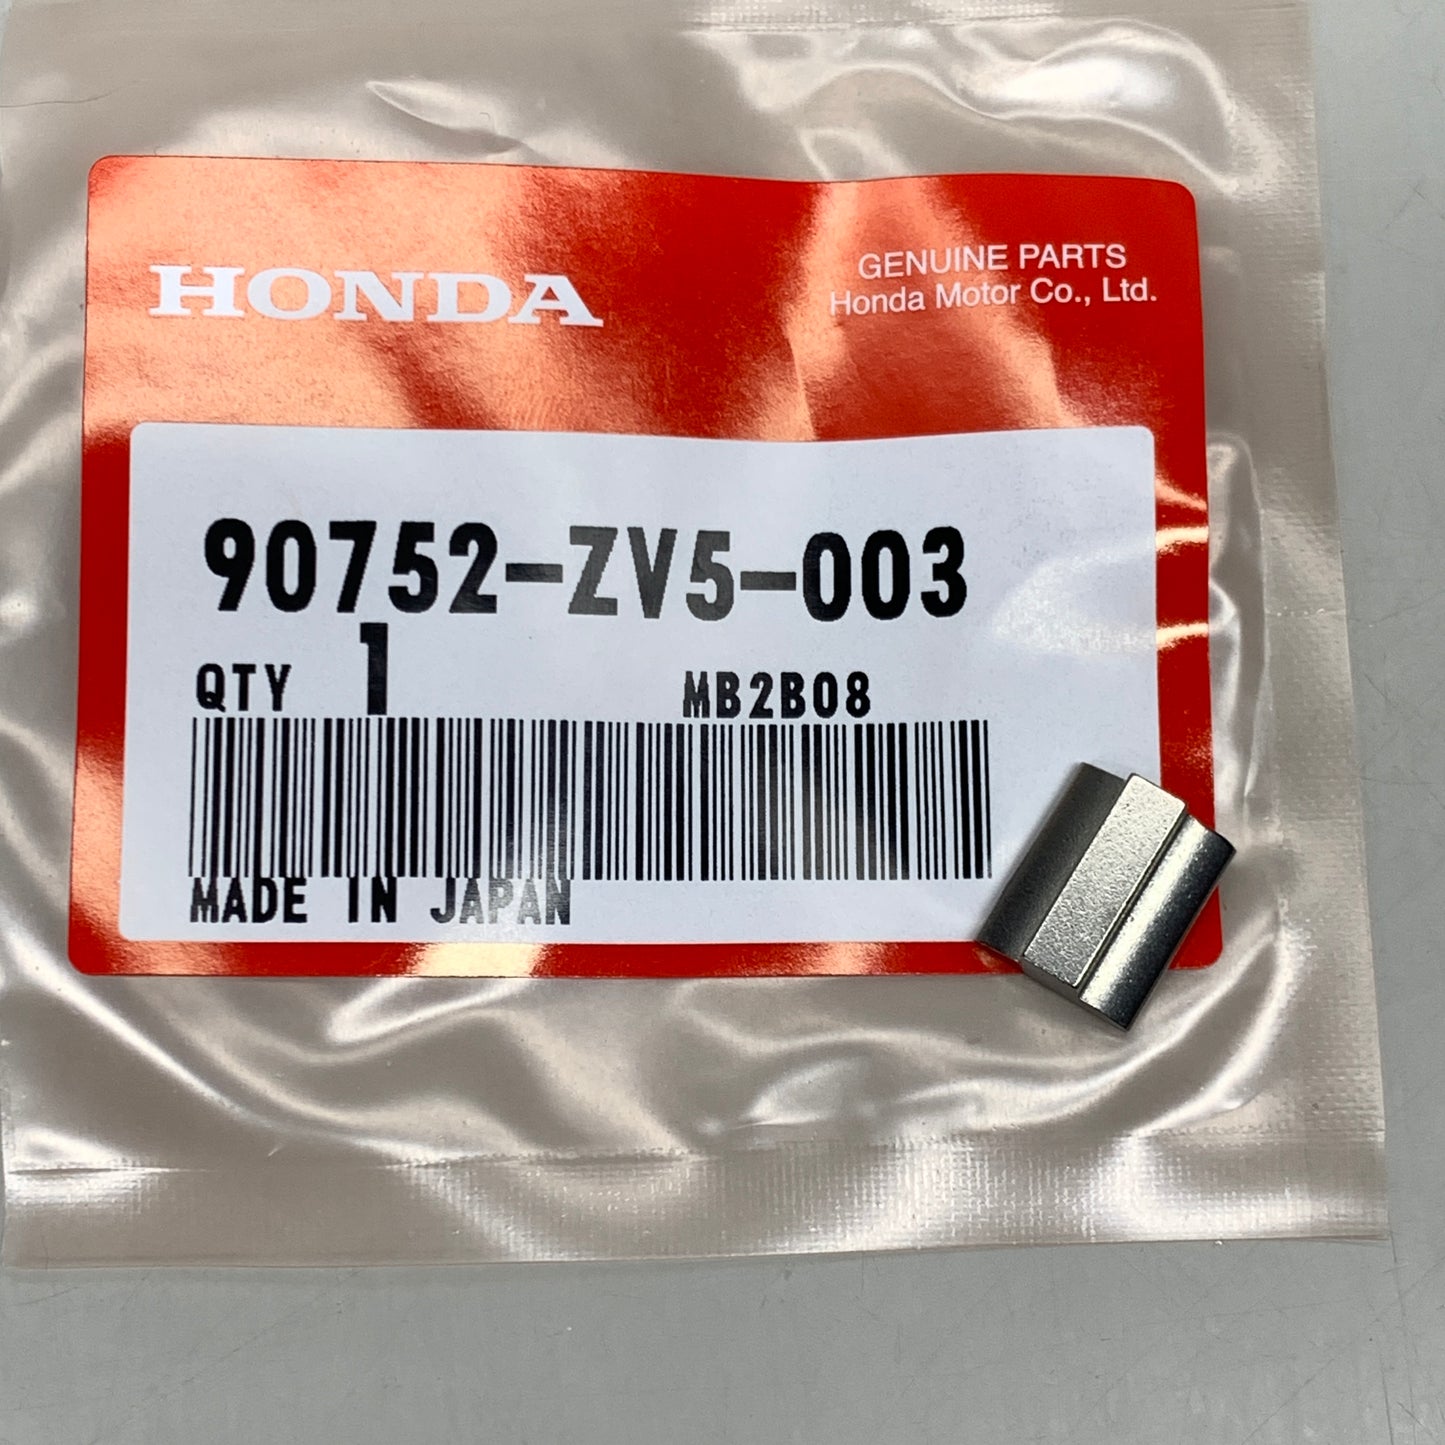 HONDA
GENUINE PARTS
Honda Motor Co., Ltd.
90752-ZV5-003
QTY 1 MB2B08
MADE IN JAPAN